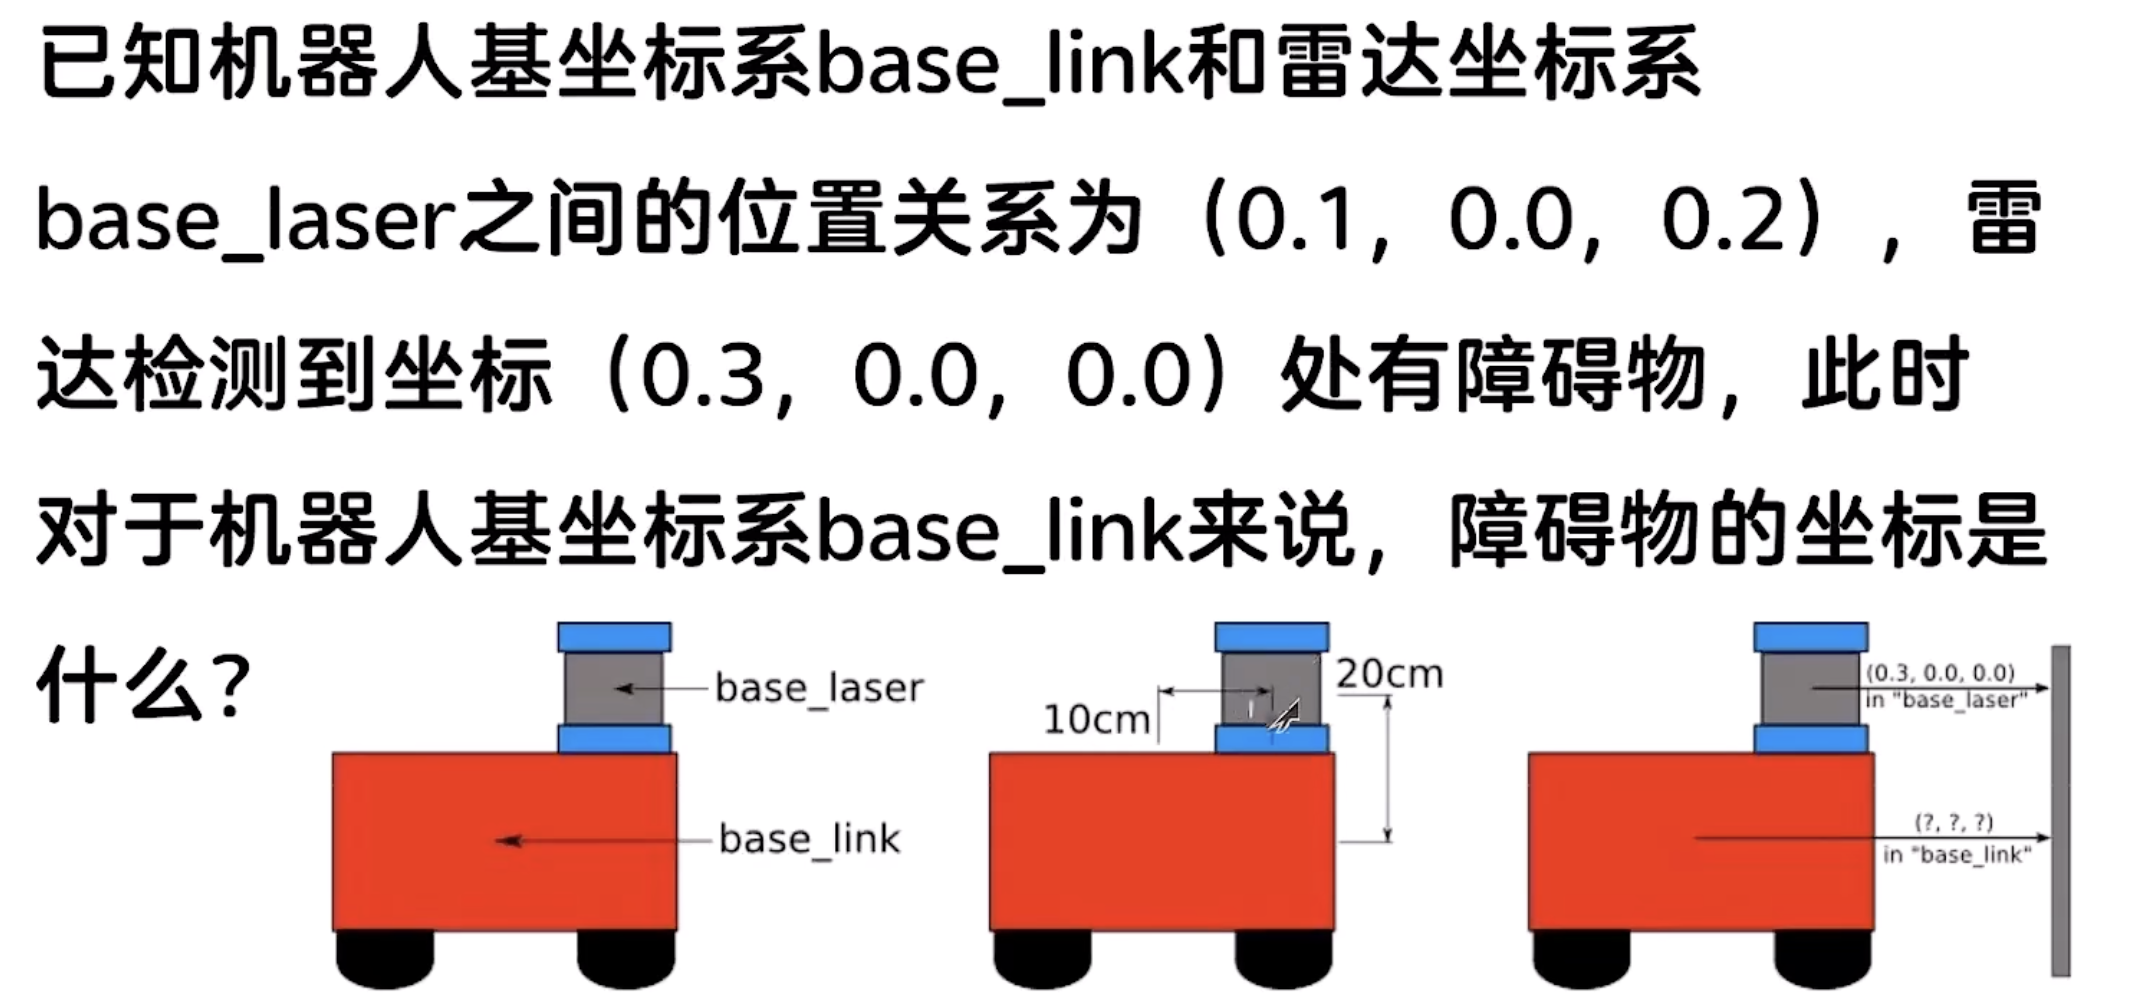 已知机器人基坐标系base_link和雷达坐标系
base_laser之间的位置关系为（0.1，0.0，0.2），雷
达检测到坐标（0.3，0.0，0.0）处有障碍物，此时
对于机器人基坐标系base_link来说，障碍物的坐标是
什么？
base_laser
base_link
10cm
20cm
(0.3, 0.0, 0.0)
in "base_laser"
(?, ?, ?)
in "base_link"